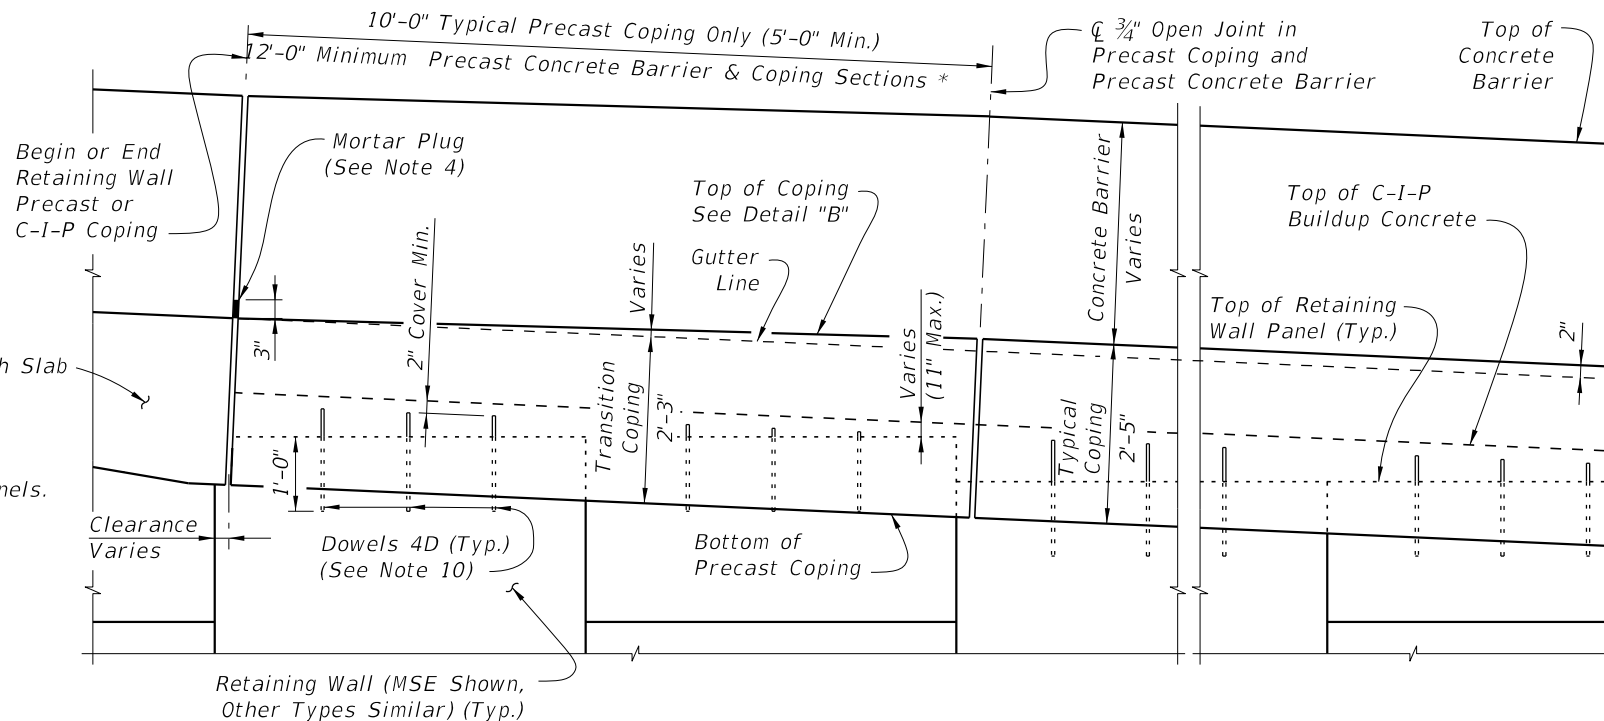 10'-0" Typical Precast Coping Only (5'-0" Min.)
12'-0" Minimum Precast Concrete Barrier & Coping Sections *
℄ ¾" Open Joint in
Precast Coping and
Precast Concrete Barrier
Top of
Concrete
Barrier
Begin or End
Retaining Wall
Precast or
C-I-P Coping
Mortar Plug
(See Note 4)
Top of Coping
See Detail "B"
Gutter
Line
Concrete Barrier
Varies
Top of C-I-P
Buildup Concrete
Top of Retaining
Wall Panel (Typ.)
2"
2" Cover Min.
Varies
Varies
(11" Max.)
3"
h Slab
Transition
Coping
2'-3"
Typical
Coping
2'-5"
1'-0"
nels.
Clearance
Varies
Dowels 4D (Typ.)
(See Note 10)
Bottom of
Precast Coping
Retaining Wall (MSE Shown,
Other Types Similar) (Typ.)